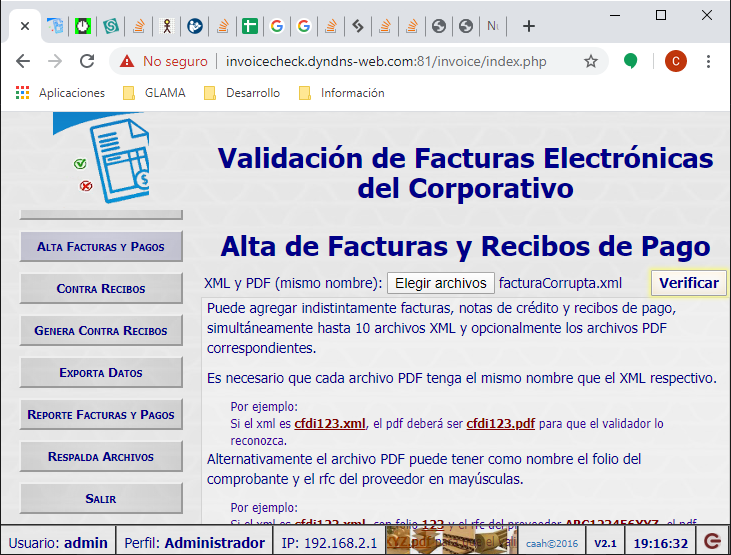 No seguro
invoicecheck.dyndns-web.com:81/invoice/index.php
C
Aplicaciones
GLAMA
Desarrollo
Información
Validación de Facturas Electrónicas
del Corporativo
Alta Facturas y Pagos
Contra Recibos
Genera Contra Recibos
Exporta Datos
Reporte Facturas y Pagos
Respalda Archivos
Salir
Alta de Facturas y Recibos de Pago
XML y PDF (mismo nombre): Elegir archivos facturaCorrupta.xml Verificar
Puede agregar indistintamente facturas, notas de crédito y recibos de pago,
simultáneamente hasta 10 archivos XML y opcionalmente los archivos PDF
correspondientes.
Es necesario que cada archivo PDF tenga el mismo nombre que el XML respectivo.
Por ejemplo:
Si el xml es cfdi123.xml, el pdf deberá ser cfdi123.pdf para que el validador lo
reconozca.
Alternativamente el archivo PDF puede tener como nombre el folio del
comprobante y el rfc del proveedor en mayúsculas.
Por ejemplo:
Si el xml es cfdi123.xml, con folio 123 y el rfc del proveedor ABC123456XYZ, el pdf
Usuario: admin
Perfil: Administrador
IP: 192.168.2.1
XYZ.pdf para que el vali
caah©2016
V2.1
19:16:32